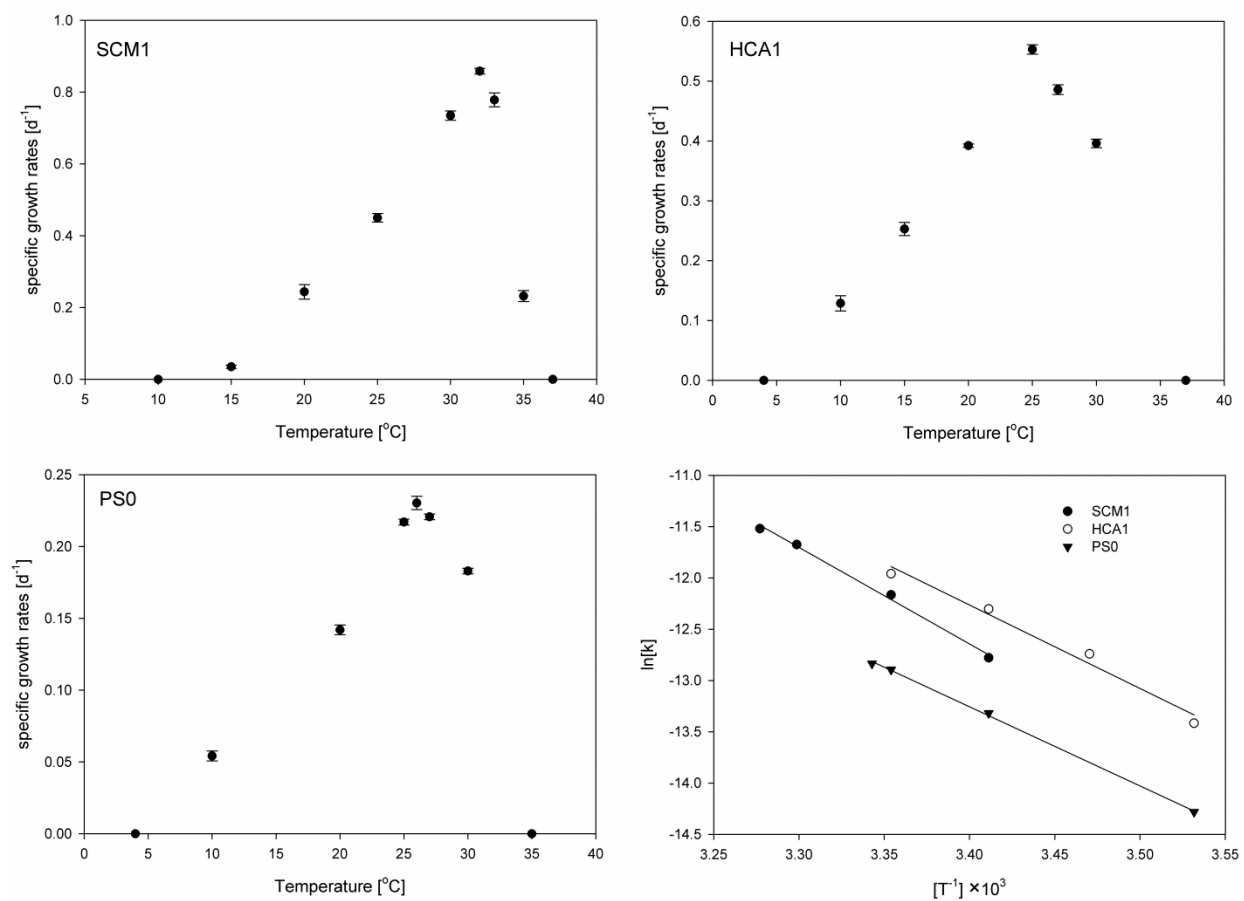 SCM1
specific growth rates [d⁻¹]
1.0
0.8
0.6
0.4
0.2
0.0
5 10 15 20 25 30 35 40
Temperature [°C]
HCA1
specific growth rates [d⁻¹]
0.6
0.5
0.4
0.3
0.2
0.1
0.0
0 5 10 15 20 25 30 35 40
Temperature [°C]
PS0
specific growth rates [d⁻¹]
0.25
0.20
0.15
0.10
0.05
0.00
0 5 10 15 20 25 30 35 40
Temperature [°C]
SCM1
HCA1
PS0
ln[k]
-11.0
-11.5
-12.0
-12.5
-13.0
-13.5
-14.0
-14.5
3.25 3.30 3.35 3.40 3.45 3.50 3.55
[T⁻¹] ×10³